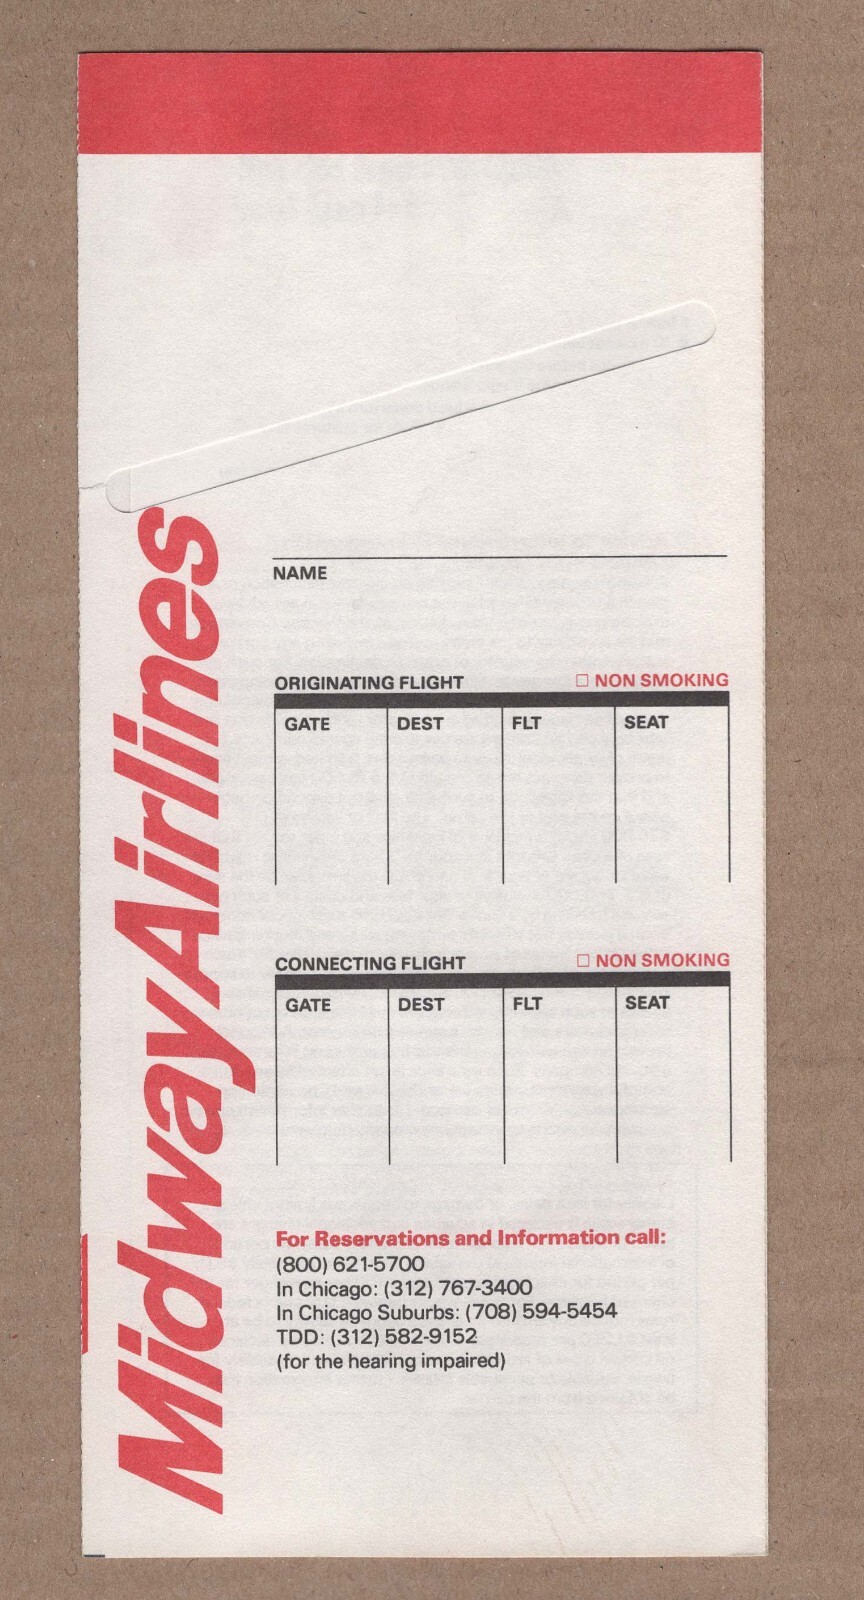 MidwayAirlines
NAME
ORIGINATING FLIGHT □ NON SMOKING
GATE DEST FLT SEAT
CONNECTING FLIGHT □ NON SMOKING
GATE DEST FLT SEAT
For Reservations and Information call:
(800) 621-5700
In Chicago: (312) 767-3400
In Chicago Suburbs: (708) 594-5454
TDD: (312) 582-9152
(for the hearing impaired)